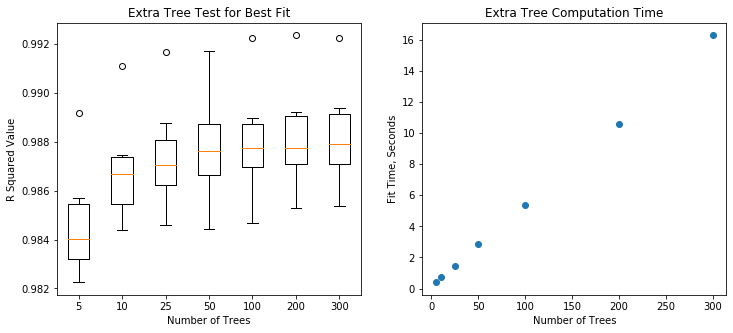 Extra Tree Test for Best Fit
R Squared Value
0.992
0.990
0.988
0.986
0.984
0.982
5 10 25 50 100 200 300
Number of Trees
Extra Tree Computation Time
Fit Time, Seconds
16
14
12
10
8
6
4
2
0
0 50 100 150 200 250 300
Number of Trees